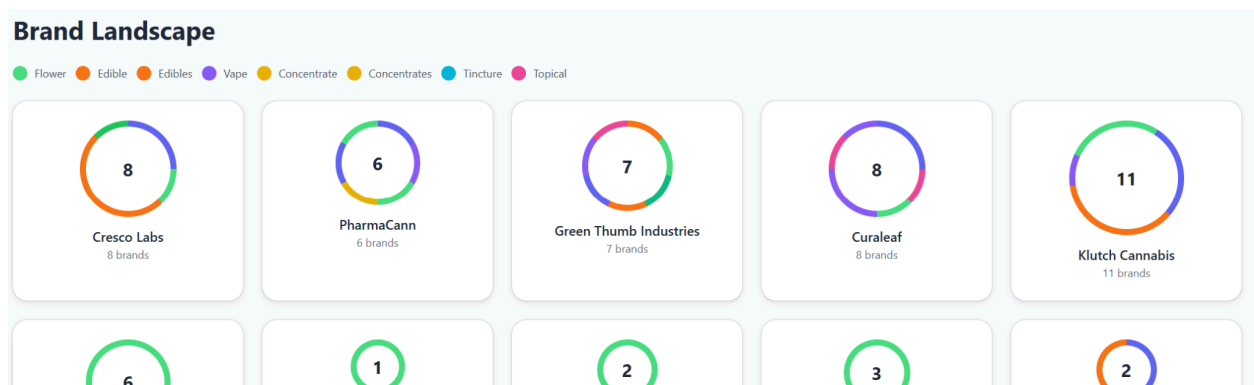 Brand Landscape
Flower Edible Edibles Vape Concentrate Concentrates Tincture Topical
8
Cresco Labs
8 brands
6
PharmaCann
6 brands
7
Green Thumb Industries
7 brands
8
Curaleaf
8 brands
11
Klutch Cannabis
11 brands
6
1
2
3
2